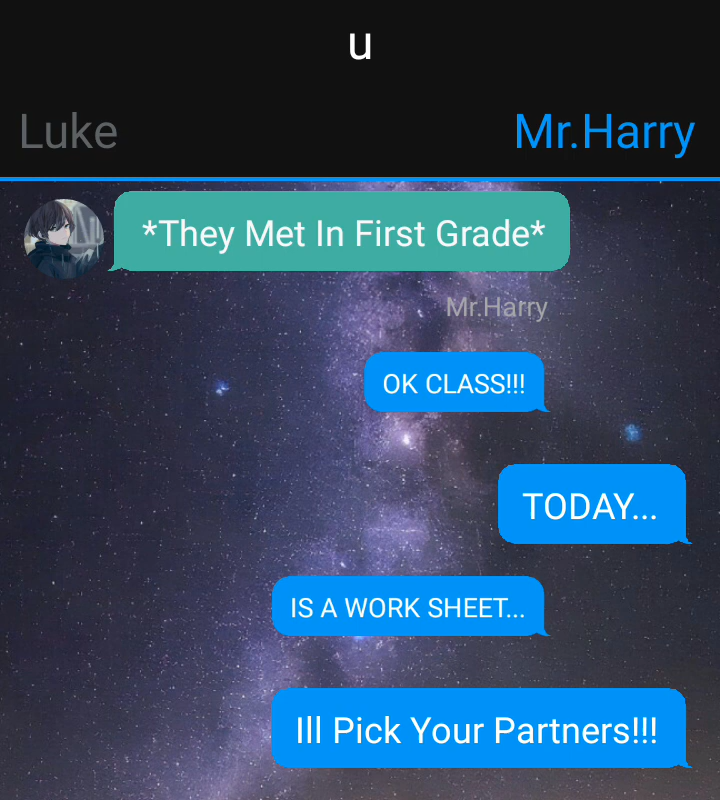 u
Luke
Mr.Harry
*They Met In First Grade*
Mr.Harry
OK CLASS!!!
TODAY...
IS A WORK SHEET...
Ill Pick Your Partners!!!